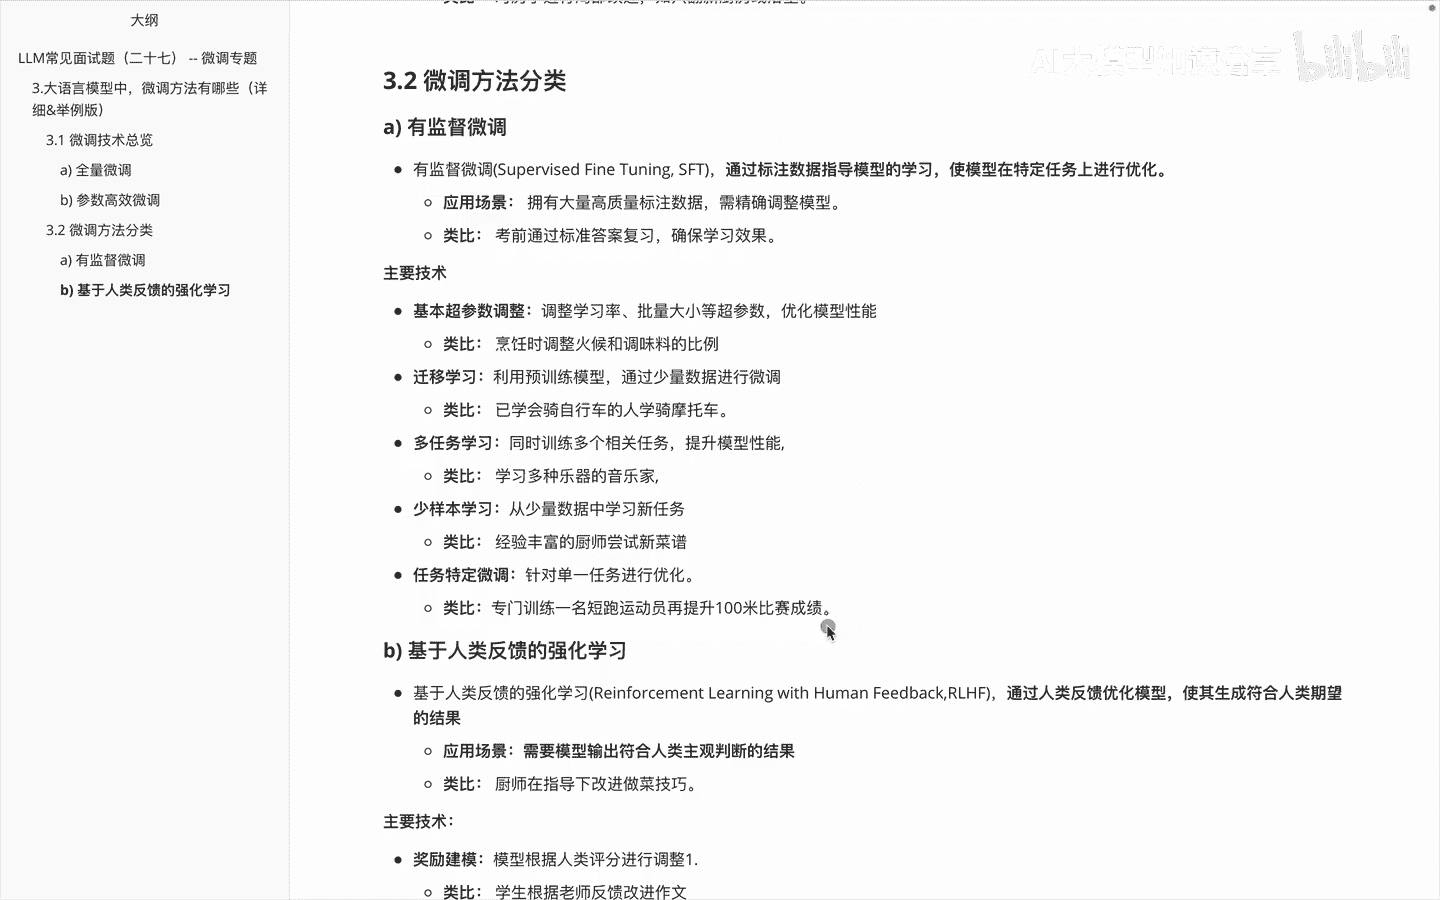 大纲
LLM常见面试题（二十七） -- 微调专题
3.大语言模型中，微调方法有哪些（详
细&举例版）
3.1 微调技术总览
a) 全量微调
b) 参数高效微调
3.2 微调方法分类
a) 有监督微调
b) 基于人类反馈的强化学习
AI大模型知识分享 bilibili
3.2 微调方法分类
a) 有监督微调
有监督微调(Supervised Fine Tuning, SFT)，通过标注数据指导模型的学习，使模型在特定任务上进行优化。
应用场景： 拥有大量高质量标注数据，需精确调整模型。
类比： 考前通过标准答案复习，确保学习效果。
主要技术
基本超参数调整：调整学习率、批量大小等超参数，优化模型性能
类比： 烹饪时调整火候和调味料的比例
迁移学习：利用预训练模型，通过少量数据进行微调
类比： 已学会骑自行车的人学骑摩托车。
多任务学习：同时训练多个相关任务，提升模型性能,
类比： 学习多种乐器的音乐家,
少样本学习：从少量数据中学习新任务
类比： 经验丰富的厨师尝试新菜谱
任务特定微调：针对单一任务进行优化。
类比：专门训练一名短跑运动员再提升100米比赛成绩。
b) 基于人类反馈的强化学习
基于人类反馈的强化学习(Reinforcement Learning with Human Feedback,RLHF)，通过人类反馈优化模型，使其生成符合人类期望
的结果
应用场景：需要模型输出符合人类主观判断的结果
类比： 厨师在指导下改进做菜技巧。
主要技术：
奖励建模：模型根据人类评分进行调整1.
类比： 学生根据老师反馈改进作文